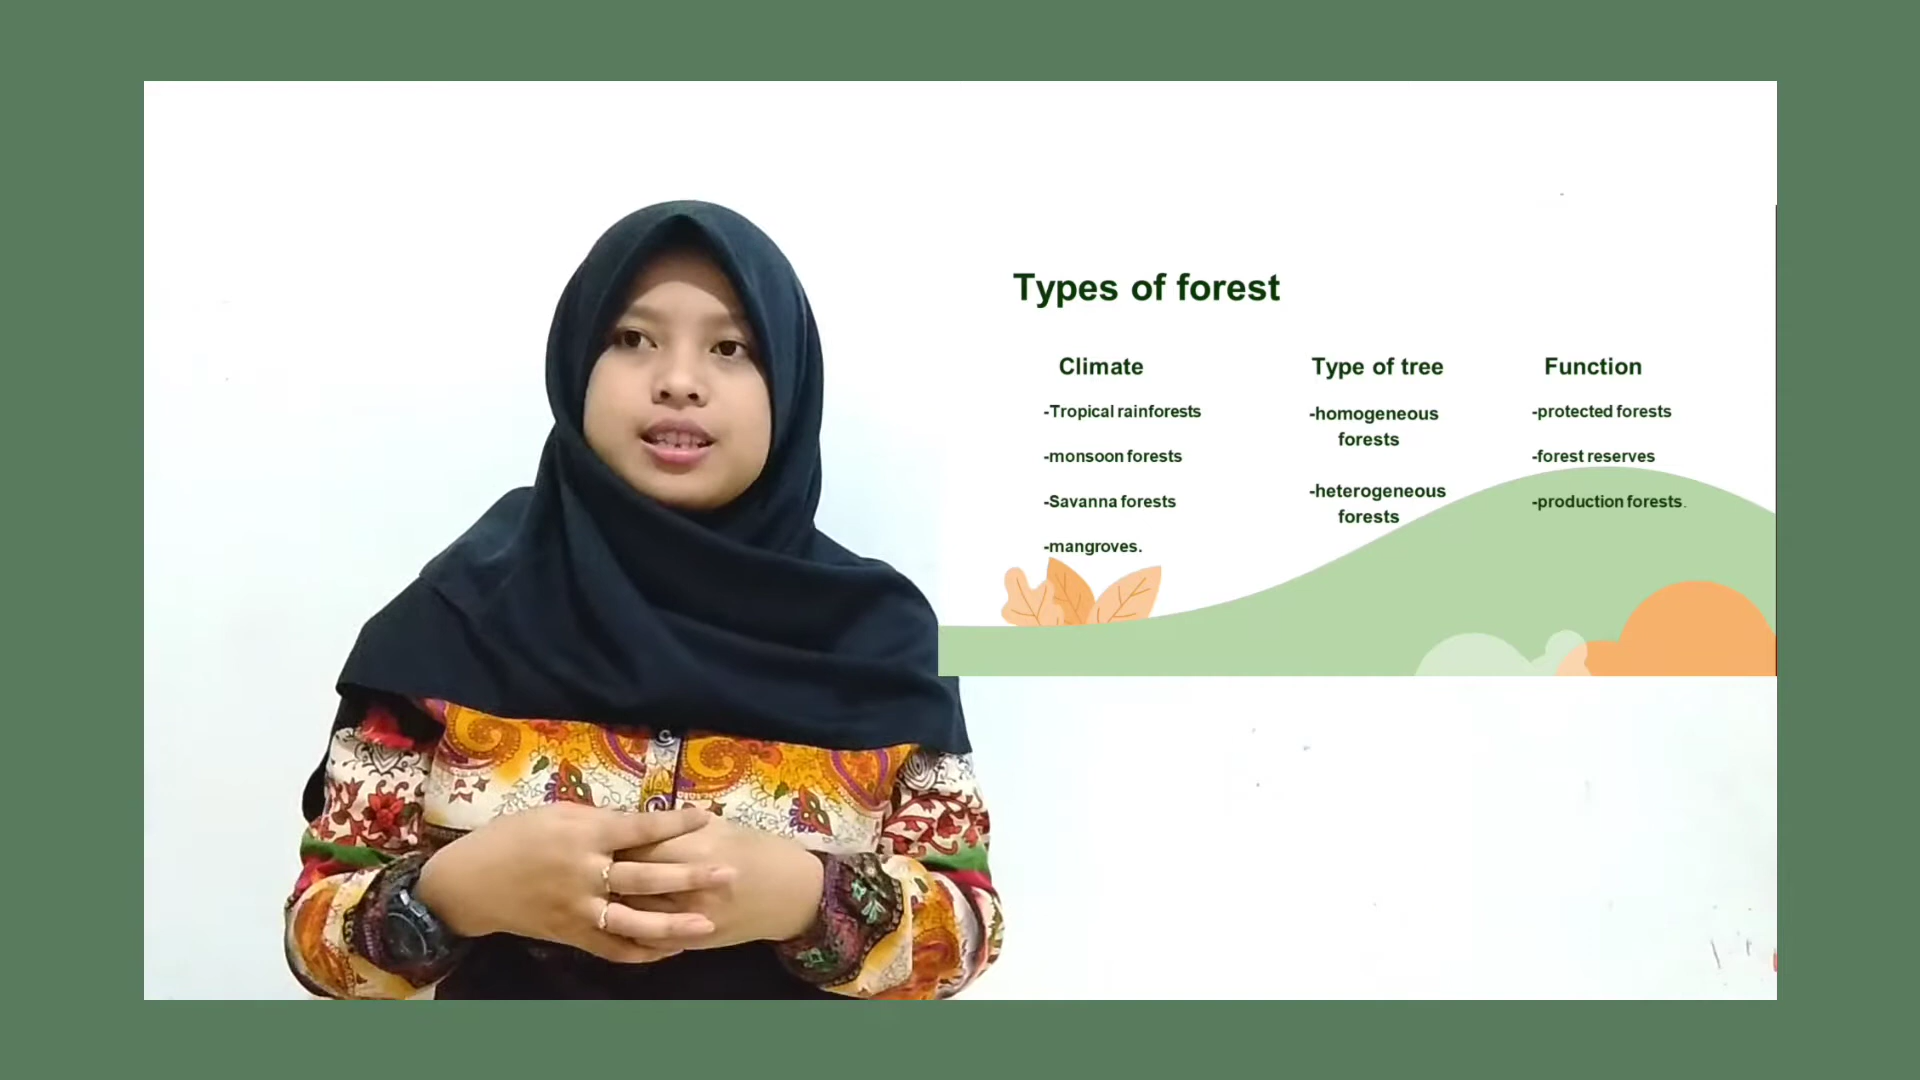 Types of forest
Climate
-Tropical rainforests
-monsoon forests
-Savanna forests
-mangroves.
Type of tree
-homogeneous
forests
-heterogeneous
forests
Function
-protected forests
-forest reserves
-production forests.